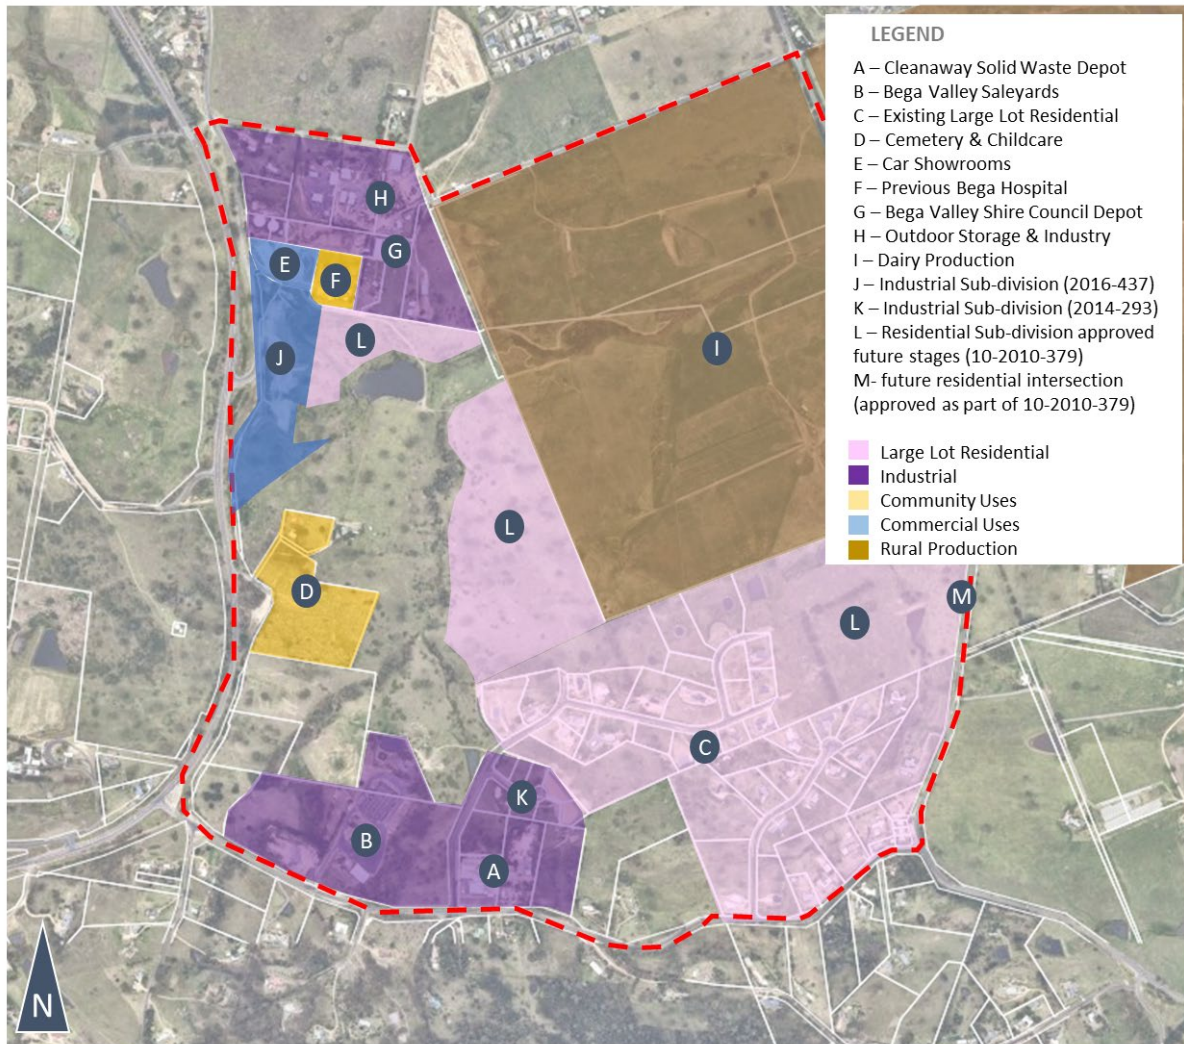 LEGEND
A – Cleanaway Solid Waste Depot
B – Bega Valley Saleyards
C – Existing Large Lot Residential
D – Cemetery & Childcare
E – Car Showrooms
F – Previous Bega Hospital
G – Bega Valley Shire Council Depot
H – Outdoor Storage & Industry
I – Dairy Production
J – Industrial Sub-division (2016-437)
K – Industrial Sub-division (2014-293)
L – Residential Sub-division approved
future stages (10-2010-379)
M- future residential intersection
(approved as part of 10-2010-379)
Large Lot Residential
Industrial
Community Uses
Commercial Uses
Rural Production
H
G
E
F
J
L
I
L
D
M
L
C
K
B
A
N